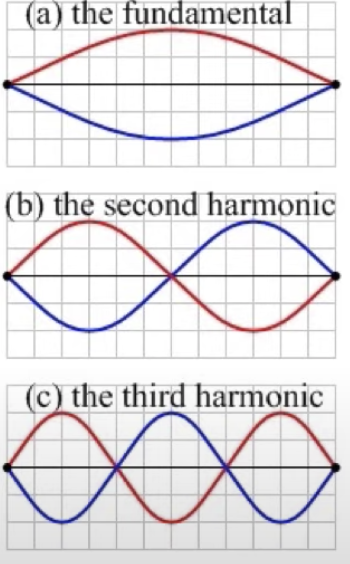 (a) the fundamental
(b) the second harmonic
(c) the third harmonic